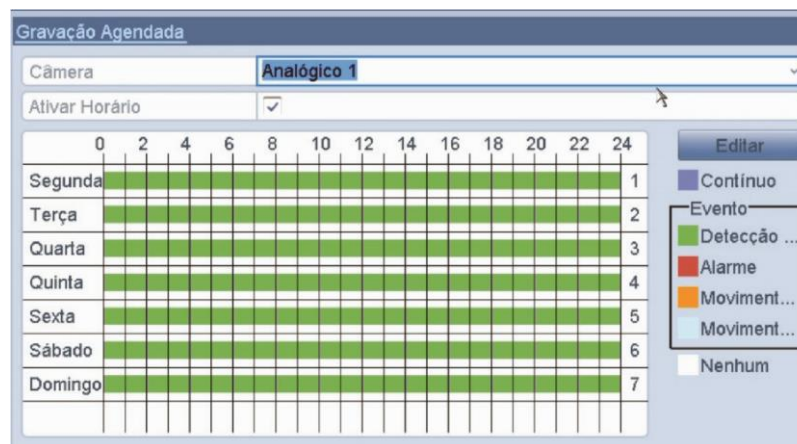 Gravação Agendada
Câmera Analógico 1
Ativar Horário
0 2 4 6 8 10 12 14 16 18 20 22 24
Segunda 1
Terça 2
Quarta 3
Quinta 4
Sexta 5
Sábado 6
Domingo 7
Editar
Contínuo
Evento
Detecção ...
Alarme
Moviment...
Moviment...
Nenhum